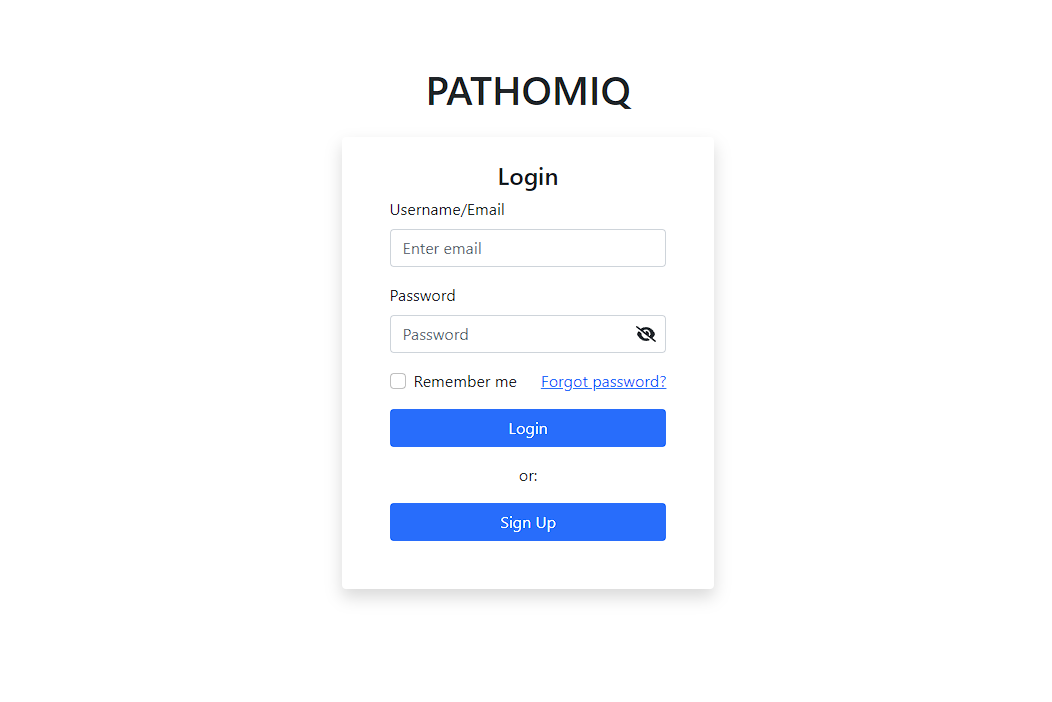 PATHOMIQ
Login
Username/Email
Enter email
Password
Password
Remember me Forgot password?
Login
or:
Sign Up